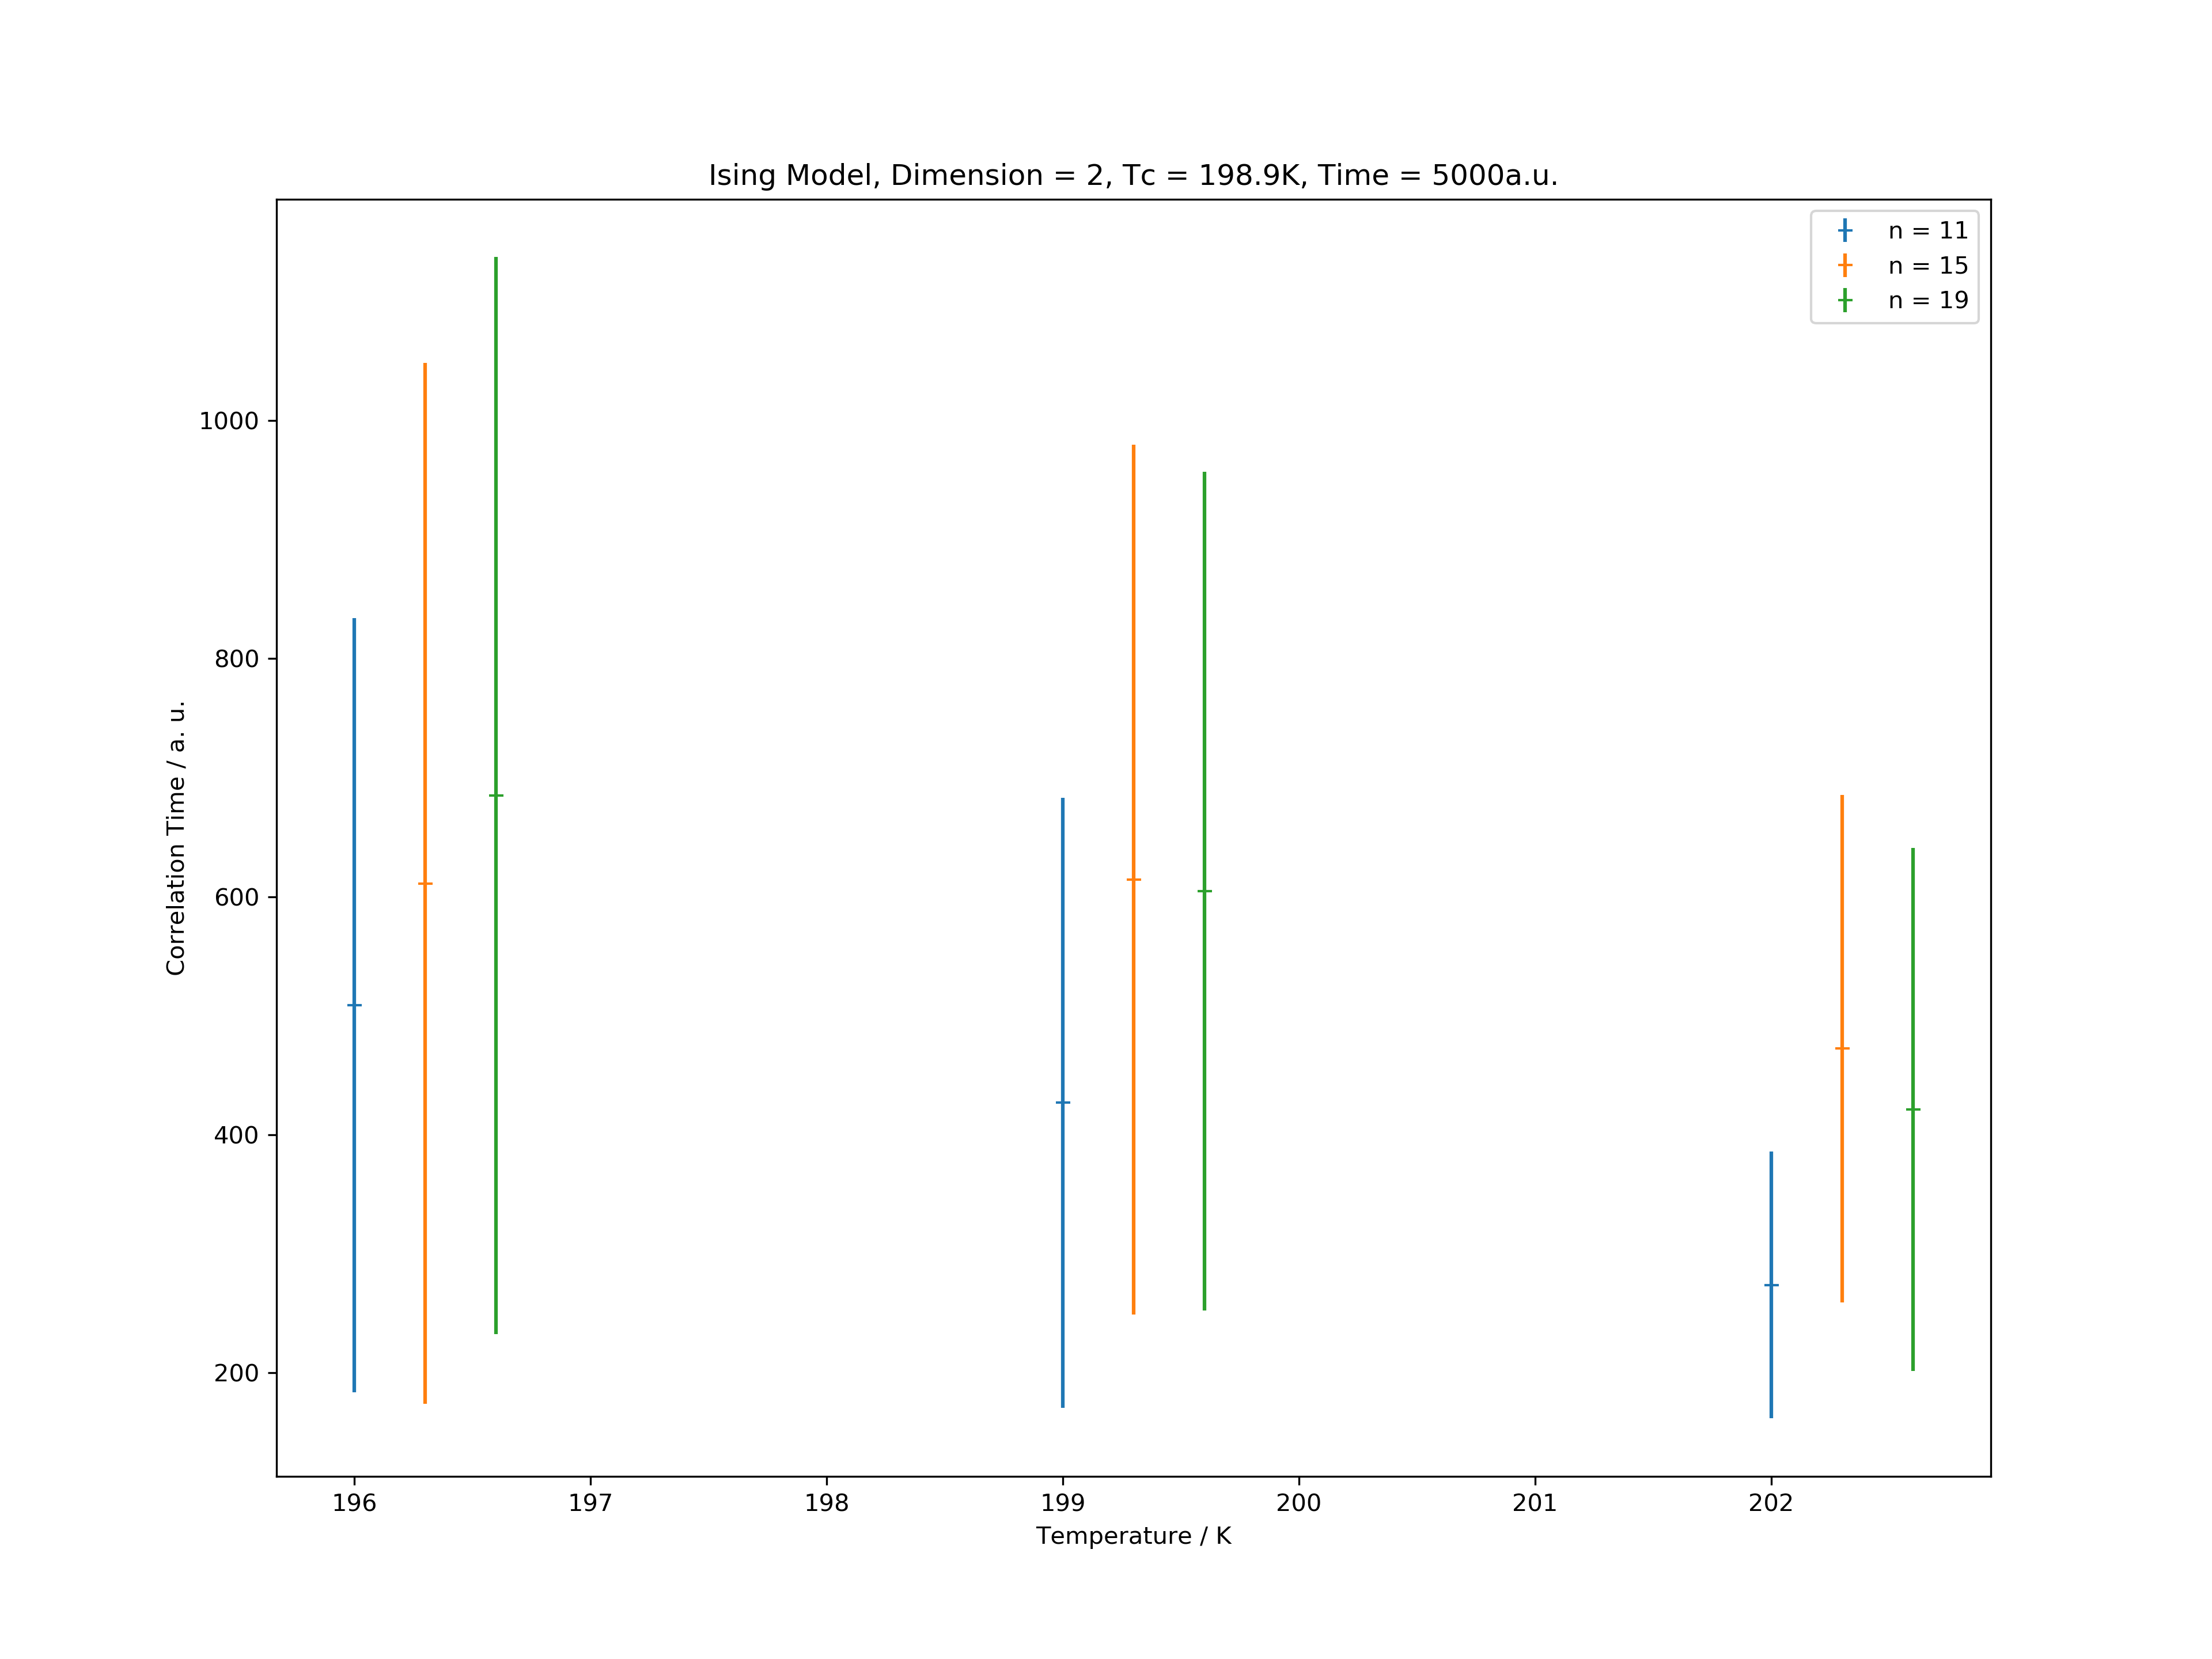 Ising Model, Dimension = 2, Tc = 198.9K, Time = 5000a.u.
n = 11
n = 15
n = 19
1000
800
600
400
200
Correlation Time / a. u.
196 197 198 199 200 201 202
Temperature / K